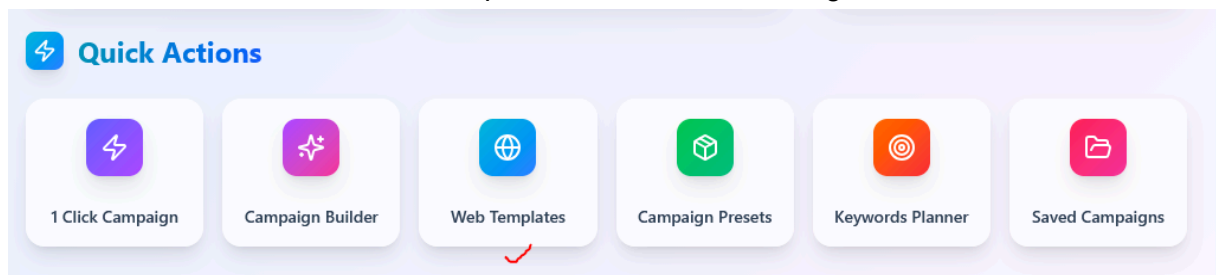 Quick Actions
1 Click Campaign
Campaign Builder
Web Templates
Campaign Presets
Keywords Planner
Saved Campaigns